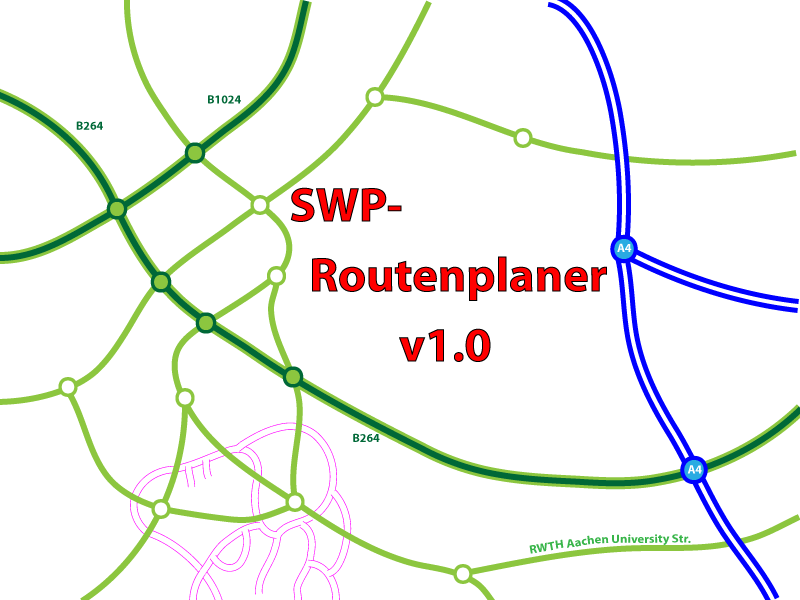 B1024
B264
SWP-
Routenplaner
v1.0
A4
B264
A4
RWTH Aachen University Str.